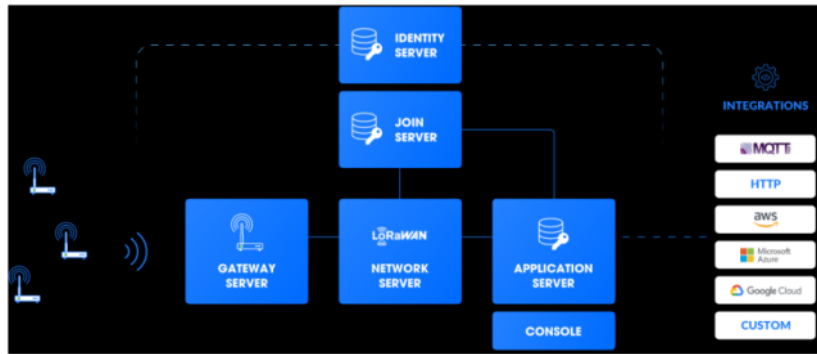 IDENTITY
SERVER
JOIN
SERVER
INTEGRATIONS
MQTT
HTTP
aws
Microsoft
Azure
Google Cloud
CUSTOM
GATEWAY
SERVER
LoRaWAN
NETWORK
SERVER
APPLICATION
SERVER
CONSOLE